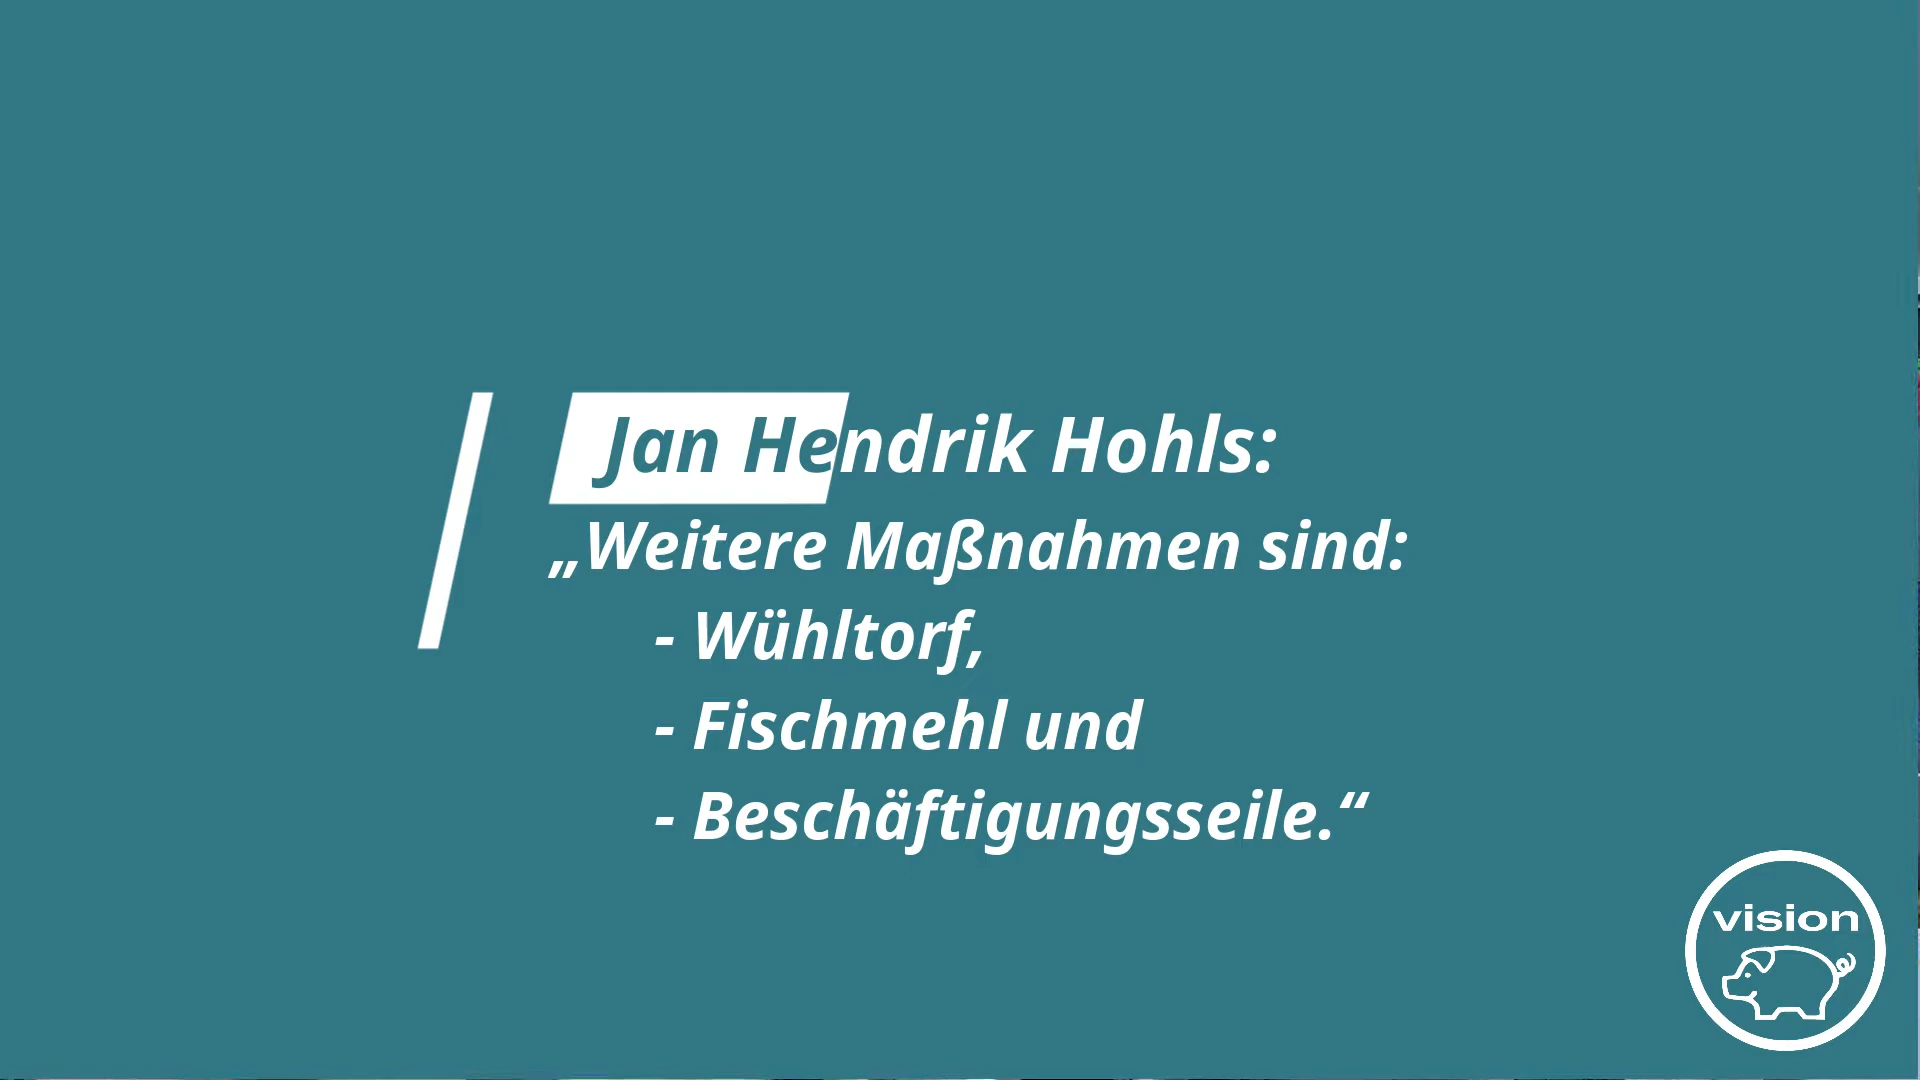 Jan Hendrik Hohls:
„Weitere Maßnahmen sind:
- Wühltorf,
- Fischmehl und
- Beschäftigungsseile.“
vision